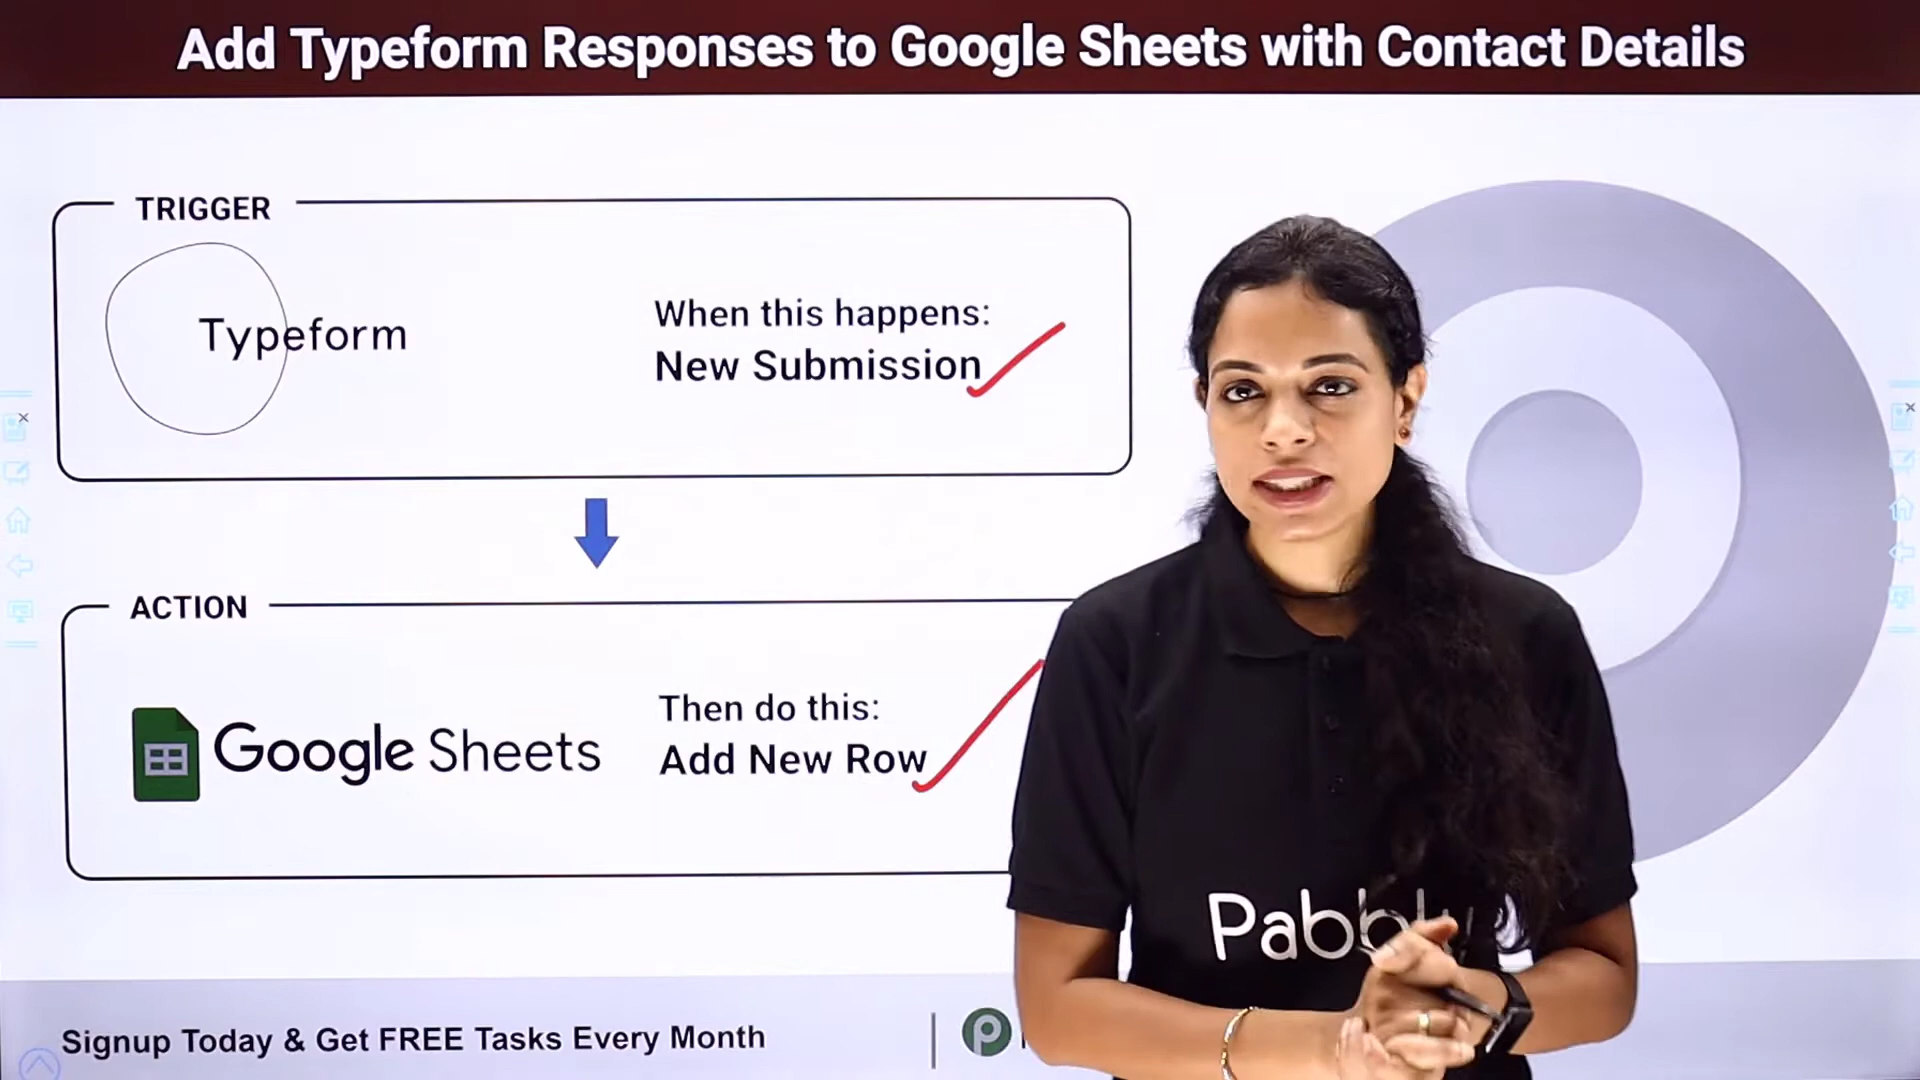 Add Typeform Responses to Google Sheets with Contact Details
TRIGGER
Typeform
When this happens:
New Submission
ACTION
Google Sheets
Then do this:
Add New Row
Signup Today & Get FREE Tasks Every Month